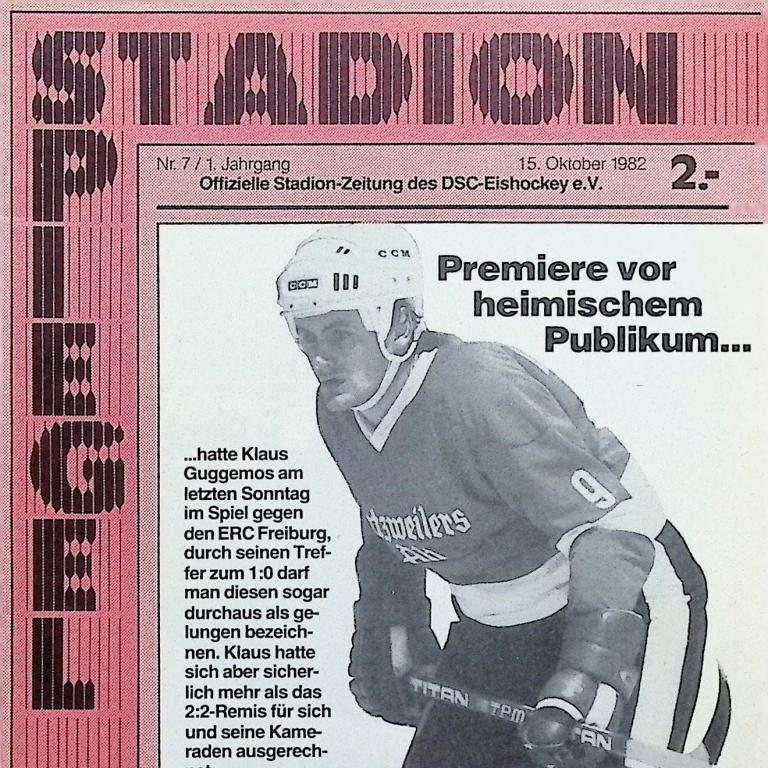 STADION
SPIEGEL
Nr. 7 / 1. Jahrgang 15. Oktober 1982 2.-
Offizielle Stadion-Zeitung des DSC-Eishockey e.V.
Premiere vor
heimischem
Publikum...
CCM
CCM
9
tzweilers
TITAN TPM
TAN
...hatte Klaus
Guggemos am
letzten Sonntag
im Spiel gegen
den ERC Freiburg,
durch seinen Tref-
fer zum 1:0 darf
man diesen sogar
durchaus als ge-
lungen bezeich-
nen. Klaus hatte
sich aber sicher-
lich mehr als das
2:2-Remis für sich
und seine Kame-
raden ausgerech-